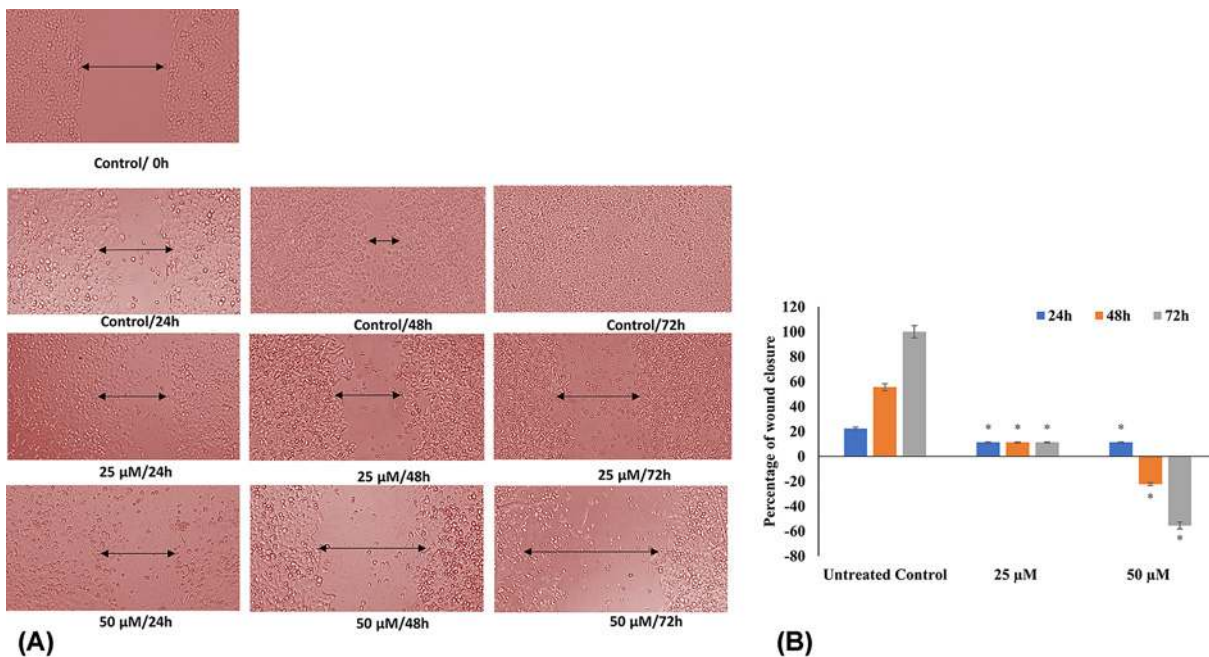 Control/ 0h
Control/24h
Control/48h
Control/72h
25 µM/24h
25 µM/48h
25 µM/72h
50 µM/24h
50 µM/48h
50 µM/72h
(A)
Percentage of wound closure
120
100
80
60
40
20
0
-20
-40
-60
-80
24h 48h 72h
* * * *
*
*
Untreated Control 25 µM 50 µM
(B)